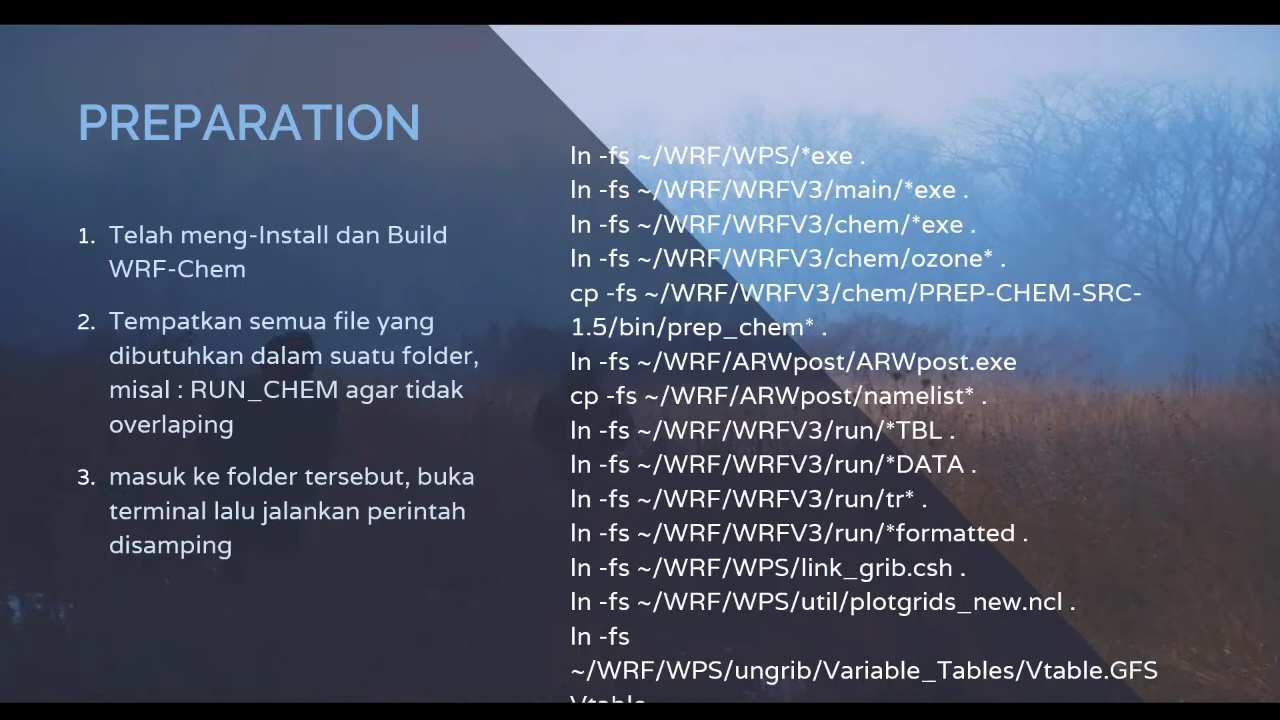 PREPARATION
1. Telah meng-Install dan Build
WRF-Chem
2. Tempatkan semua file yang
dibutuhkan dalam suatu folder,
misal : RUN_CHEM agar tidak
overlaping
3. masuk ke folder tersebut, buka
terminal lalu jalankan perintah
disamping
ln -fs ~/WRF/WPS/*exe .
ln -fs ~/WRF/WRFV3/main/*exe .
ln -fs ~/WRF/WRFV3/chem/*exe .
ln -fs ~/WRF/WRFV3/chem/ozone* .
cp -fs ~/WRF/WRFV3/chem/PREP-CHEM-SRC-
1.5/bin/prep_chem* .
ln -fs ~/WRF/ARWpost/ARWpost.exe
cp -fs ~/WRF/ARWpost/namelist* .
ln -fs ~/WRF/WRFV3/run/*TBL .
ln -fs ~/WRF/WRFV3/run/*DATA .
ln -fs ~/WRF/WRFV3/run/tr* .
ln -fs ~/WRF/WRFV3/run/*formatted .
ln -fs ~/WRF/WPS/link_grib.csh .
ln -fs ~/WRF/WPS/util/plotgrids_new.ncl .
ln -fs
~/WRF/WPS/ungrib/Variable_Tables/Vtable.GFS
Vtable